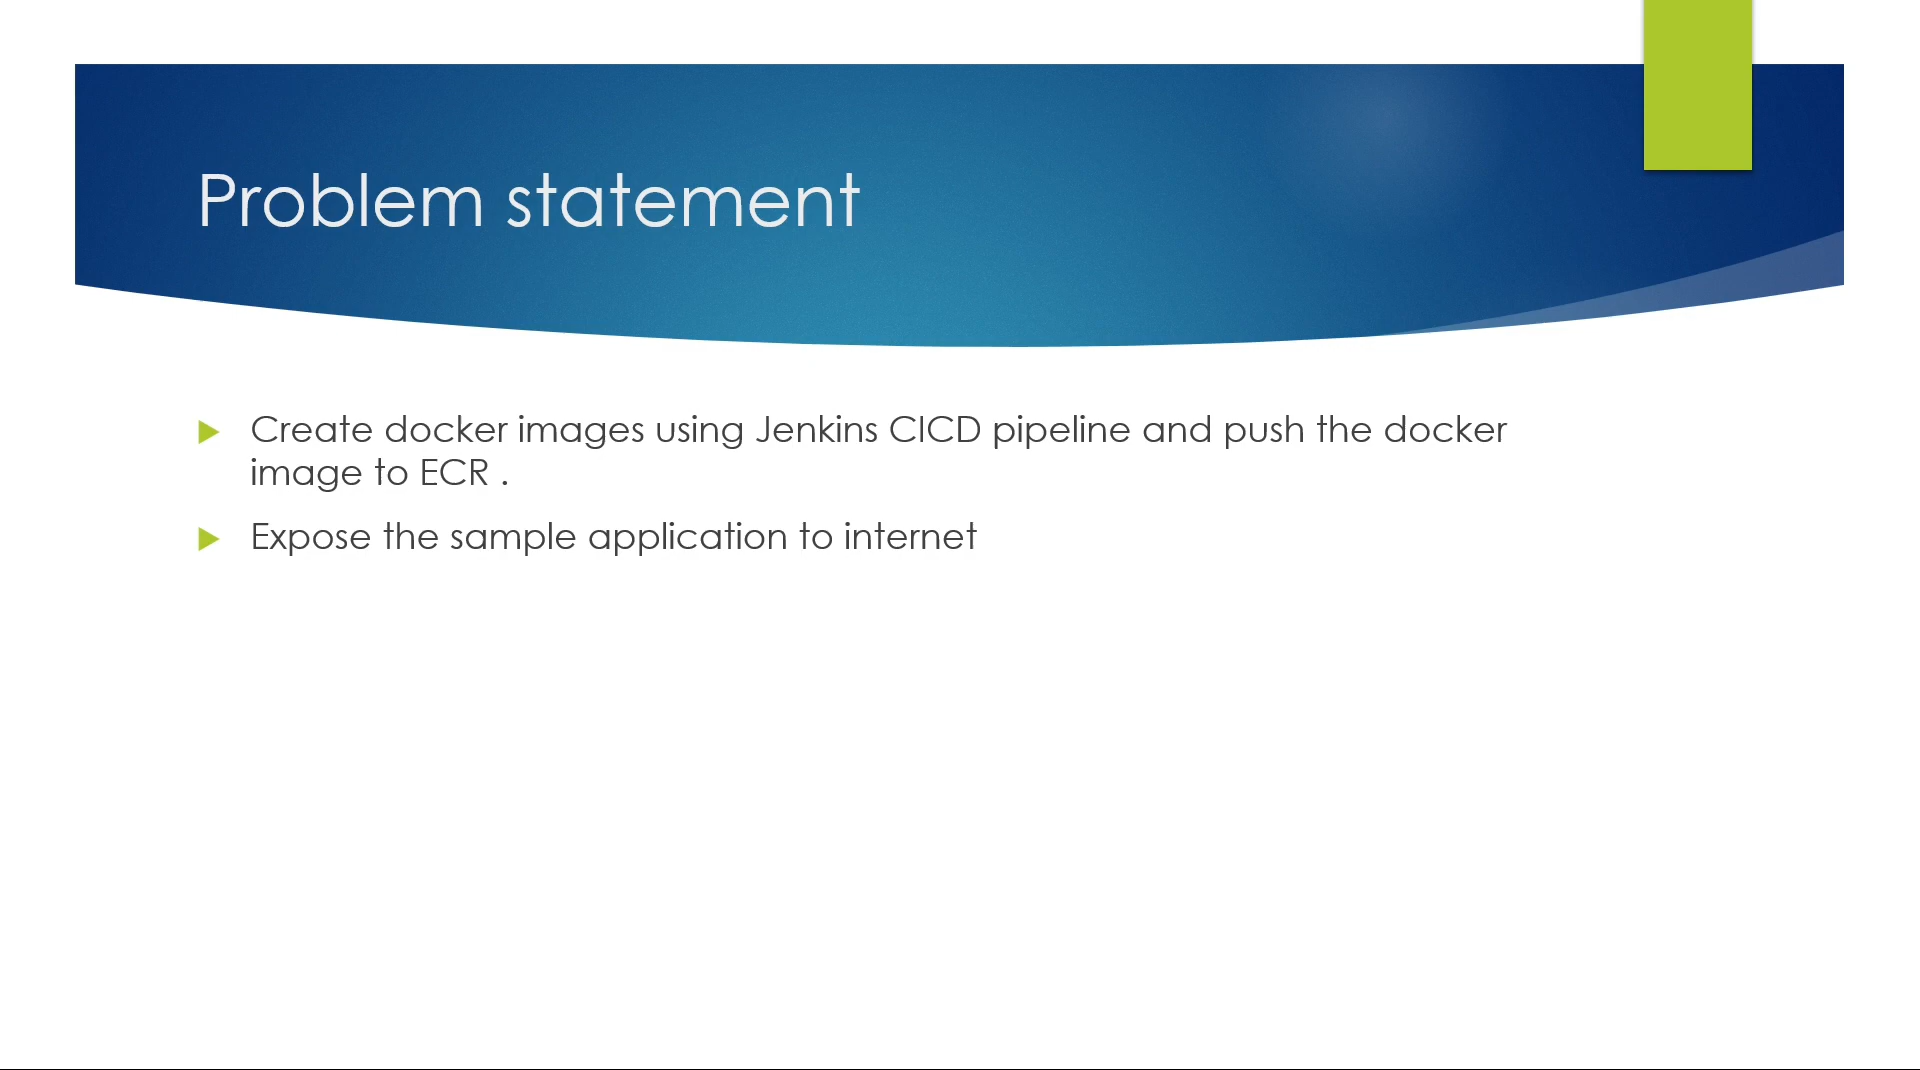 Problem statement
Create docker images using Jenkins CICD pipeline and push the docker
image to ECR .
Expose the sample application to internet